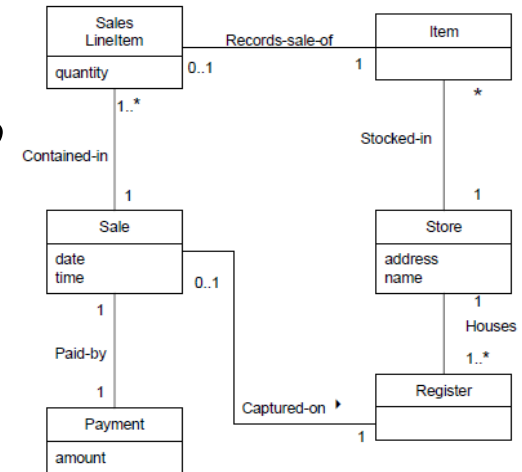 Sales
LineItem
quantity
Records-sale-of
0..1
1
Item
1..*
*
Contained-in
Stocked-in
1
1
Sale
date
time
Store
address
name
0..1
1
1
Houses
Paid-by
1..*
1
Captured-on
Register
1
Payment
amount